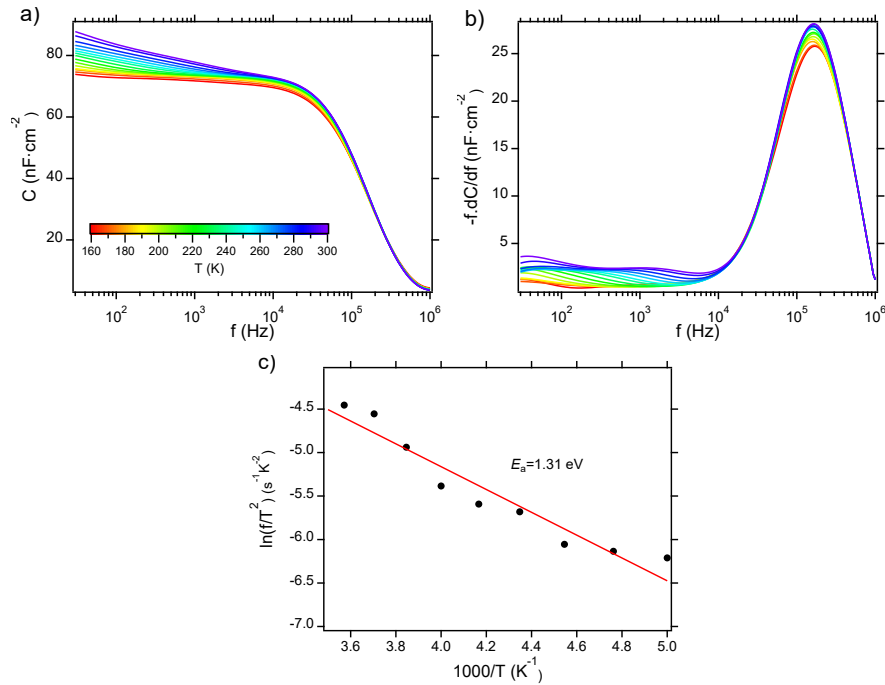 a)
C (nF·cm⁻²)
80
60
40
20
160 180 200 220 240 260 280 300
T (K)
10² 10³ 10⁴ 10⁵ 10⁶
f (Hz)
b)
-f.dC/df (nF·cm⁻²)
25
20
15
10
5
10² 10³ 10⁴ 10⁵ 10⁶
f (Hz)
c)
ln(f/T²) (s⁻¹K⁻²)
-4.5
-5.0
-5.5
-6.0
-6.5
-7.0
Eₐ=1.31 eV
3.6 3.8 4.0 4.2 4.4 4.6 4.8 5.0
1000/T (K⁻¹)